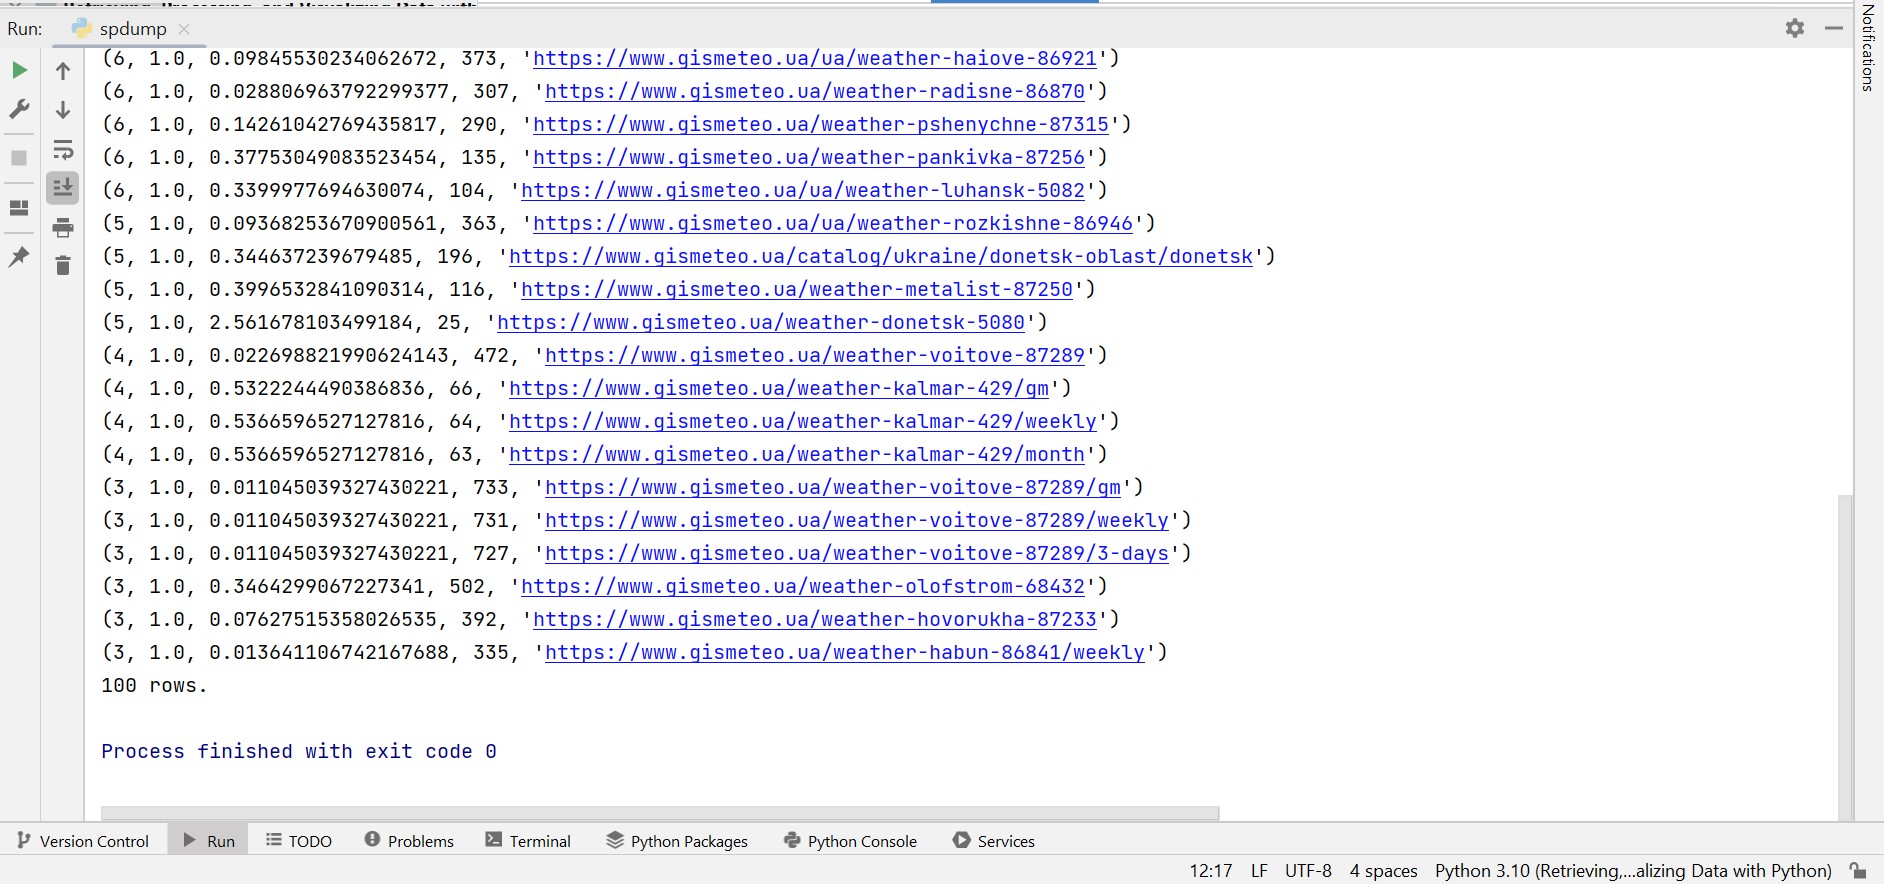 Retrieving, Processing, and Visualizing Data with
Run: spdump
Notifications
(6, 1.0, 0.09845530234062672, 373, 'https://www.gismeteo.ua/ua/weather-haiove-86921')
(6, 1.0, 0.028806963792299377, 307, 'https://www.gismeteo.ua/weather-radisne-86870')
(6, 1.0, 0.14261042769435817, 290, 'https://www.gismeteo.ua/weather-pshenychne-87315')
(6, 1.0, 0.37753049083523454, 135, 'https://www.gismeteo.ua/weather-pankivka-87256')
(6, 1.0, 0.3399977694630074, 104, 'https://www.gismeteo.ua/ua/weather-luhansk-5082')
(5, 1.0, 0.09368253670900561, 363, 'https://www.gismeteo.ua/ua/weather-rozkishne-86946')
(5, 1.0, 0.344637239679485, 196, 'https://www.gismeteo.ua/catalog/ukraine/donetsk-oblast/donetsk')
(5, 1.0, 0.3996532841090314, 116, 'https://www.gismeteo.ua/weather-metalist-87250')
(5, 1.0, 2.561678103499184, 25, 'https://www.gismeteo.ua/weather-donetsk-5080')
(4, 1.0, 0.022698821990624143, 472, 'https://www.gismeteo.ua/weather-voitove-87289')
(4, 1.0, 0.5322244490386836, 66, 'https://www.gismeteo.ua/weather-kalmar-429/gm')
(4, 1.0, 0.5366596527127816, 64, 'https://www.gismeteo.ua/weather-kalmar-429/weekly')
(4, 1.0, 0.5366596527127816, 63, 'https://www.gismeteo.ua/weather-kalmar-429/month')
(3, 1.0, 0.011045039327430221, 733, 'https://www.gismeteo.ua/weather-voitove-87289/gm')
(3, 1.0, 0.011045039327430221, 731, 'https://www.gismeteo.ua/weather-voitove-87289/weekly')
(3, 1.0, 0.011045039327430221, 727, 'https://www.gismeteo.ua/weather-voitove-87289/3-days')
(3, 1.0, 0.3464299067227341, 502, 'https://www.gismeteo.ua/weather-olofstrom-68432')
(3, 1.0, 0.07627515358026535, 392, 'https://www.gismeteo.ua/weather-hovorukha-87233')
(3, 1.0, 0.013641106742167688, 335, 'https://www.gismeteo.ua/weather-habun-86841/weekly')
100 rows.
Process finished with exit code 0
Version Control Run TODO Problems Terminal Python Packages Python Console Services
12:17 LF UTF-8 4 spaces Python 3.10 (Retrieving,...alizing Data with Python)